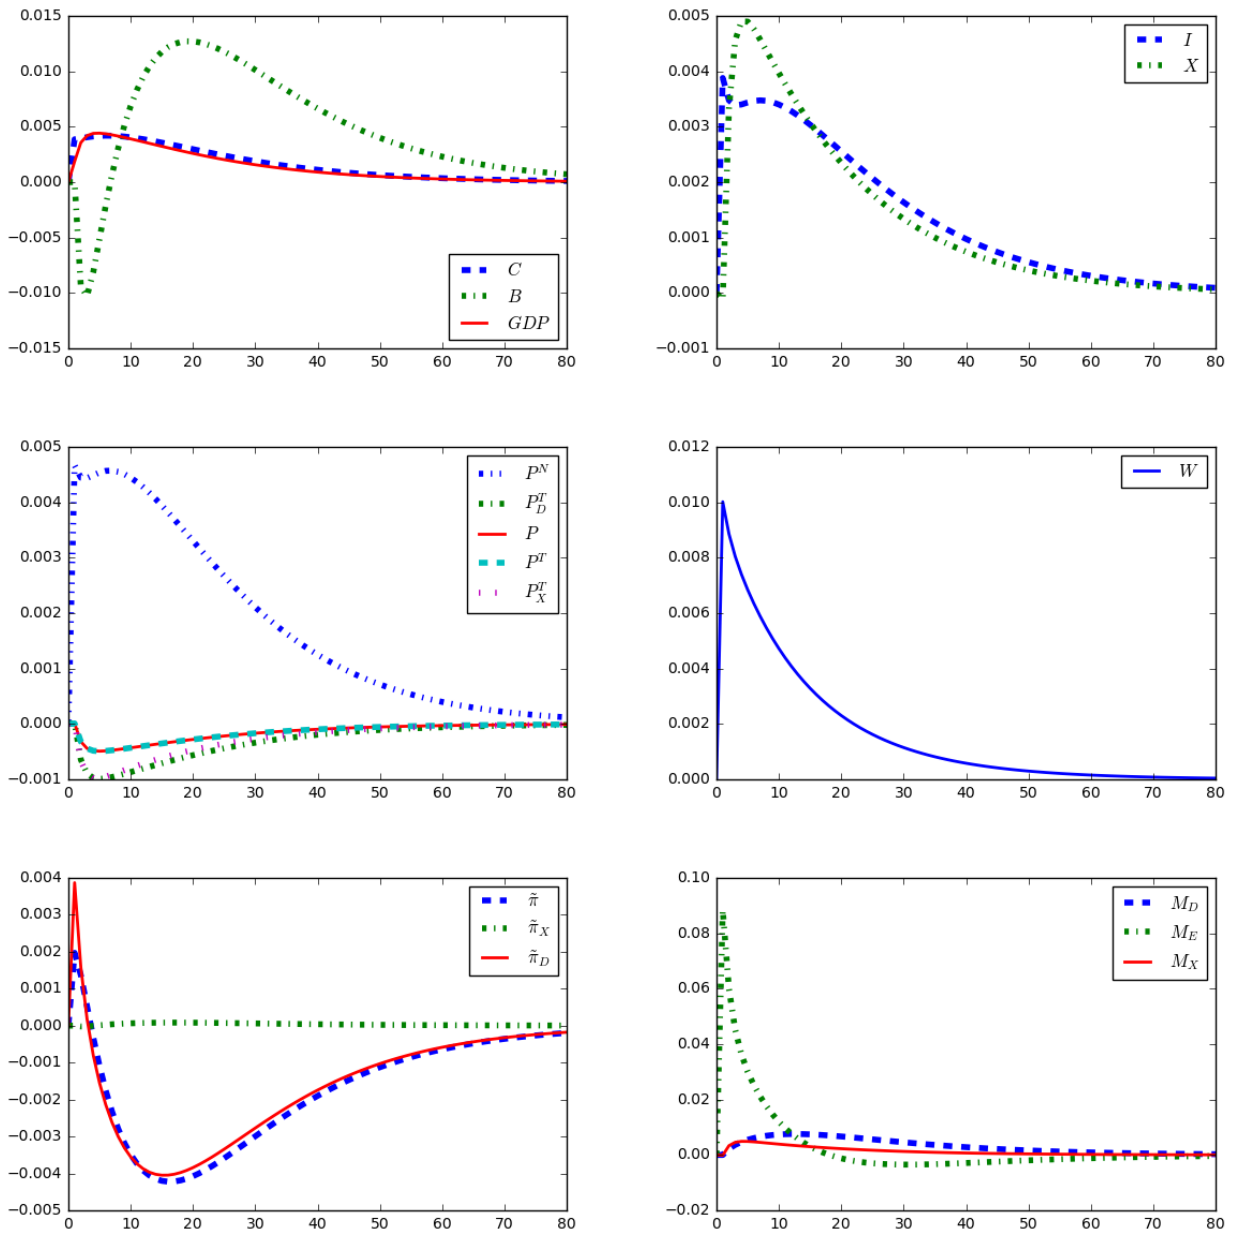 0.015
0.010
0.005
0.000
−0.005
−0.010
−0.015
0 10 20 30 40 50 60 70 80
C
B
GDP
0.005
0.004
0.003
0.002
0.001
0.000
−0.001
0 10 20 30 40 50 60 70 80
I
X
0.005
0.004
0.003
0.002
0.001
0.000
−0.001
0 10 20 30 40 50 60 70 80
P^N
P_D^T
P
P^T
P_X^T
0.012
0.010
0.008
0.006
0.004
0.002
0.000
0 10 20 30 40 50 60 70 80
W
0.004
0.003
0.002
0.001
0.000
−0.001
−0.002
−0.003
−0.004
−0.005
0 10 20 30 40 50 60 70 80
π̃
π̃_X
π̃_D
0.10
0.08
0.06
0.04
0.02
0.00
−0.02
0 10 20 30 40 50 60 70 80
M_D
M_E
M_X